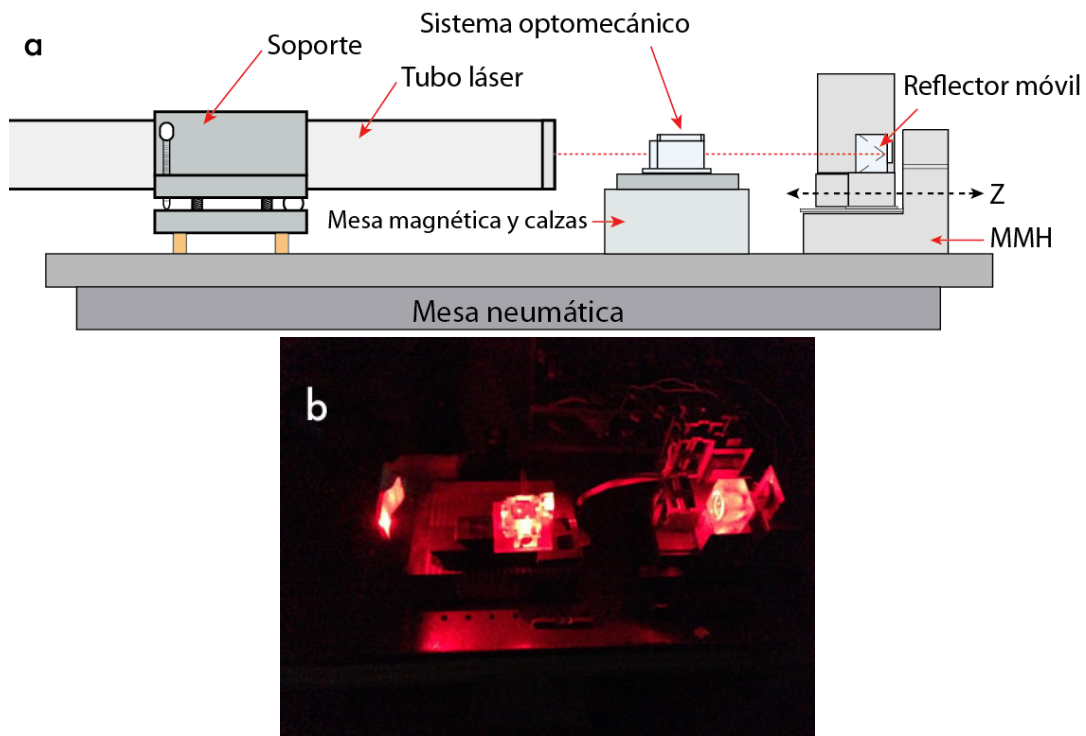 a
Soporte
Tubo láser
Sistema optomecánico
Reflector móvil
Z
Mesa magnética y calzas
MMH
Mesa neumática
b